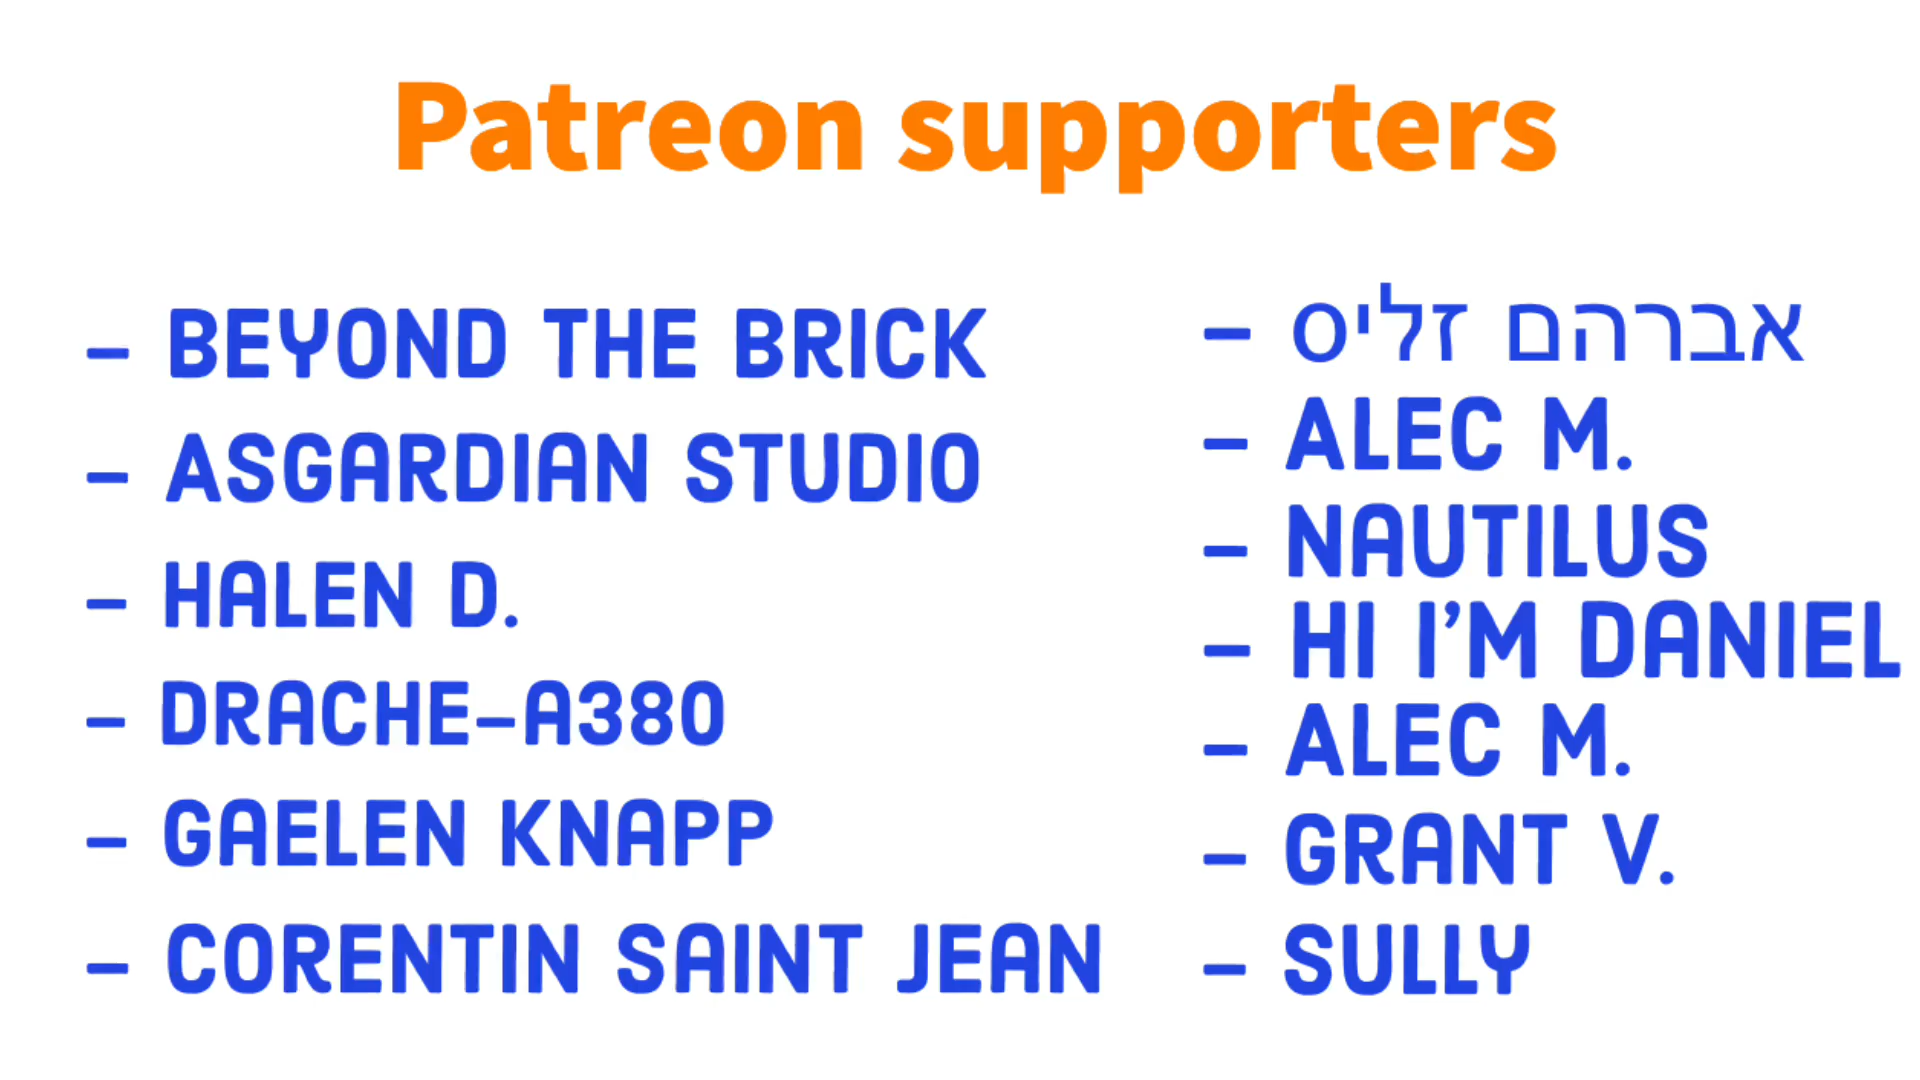 Patreon supporters
- BEYOND THE BRICK
- ASGARDIAN STUDIO
- HALEN D.
- DRACHE-A380
- GAELEN KNAPP
- CORENTIN SAINT JEAN
- אברהם זליס
- ALEC M.
- NAUTILUS
- HI I'M DANIEL
- ALEC M.
- GRANT V.
- SULLY